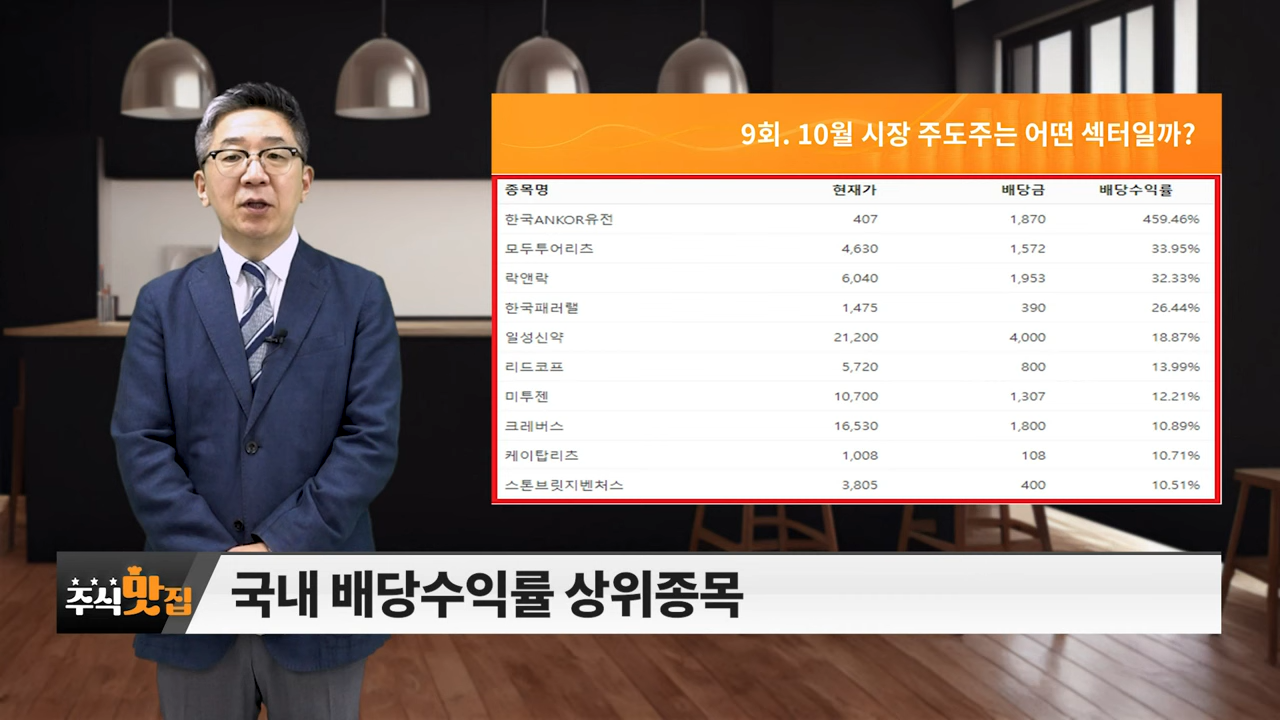 9회. 10월 시장 주도주는 어떤 섹터일까?
종목명 현재가 배당금 배당수익률
한국ANKOR유전 407 1,870 459.46%
모두투어리츠 4,630 1,572 33.95%
락앤락 6,040 1,953 32.33%
한국패러랠 1,475 390 26.44%
일성신약 21,200 4,000 18.87%
리드코프 5,720 800 13.99%
미투젠 10,700 1,307 12.21%
크레버스 16,530 1,800 10.89%
케이탑리츠 1,008 108 10.71%
스톤브릿지벤처스 3,805 400 10.51%
주식맛집 국내 배당수익률 상위종목